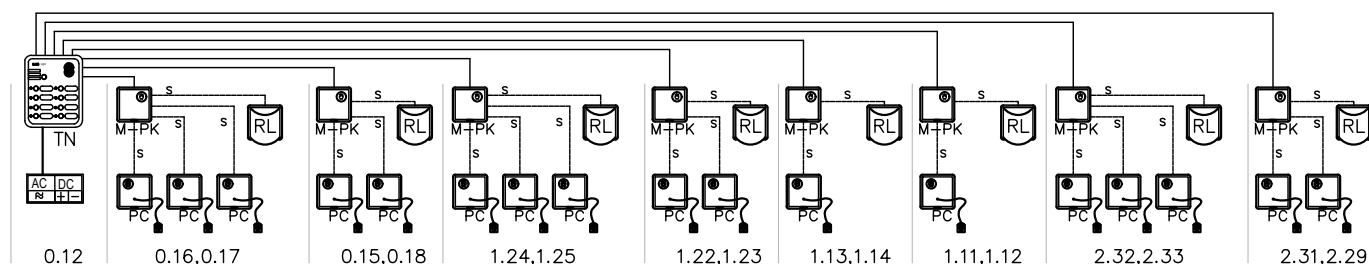 S S S S S S S S
TN M-PK RL M-PK RL M-PK RL M-PK RL M-PK RL M-PK RL M-PK RL M-PK RL
S S S S S S S S
S S S S S S S S
AC DC
≈ + −
PC PC PC PC PC PC PC PC PC PC PC PC PC PC PC PC PC
0.12 0.16,0.17 0.15,0.18 1.24,1.25 1.22,1.23 1.13,1.14 1.11,1.12 2.32,2.33 2.31,2.29